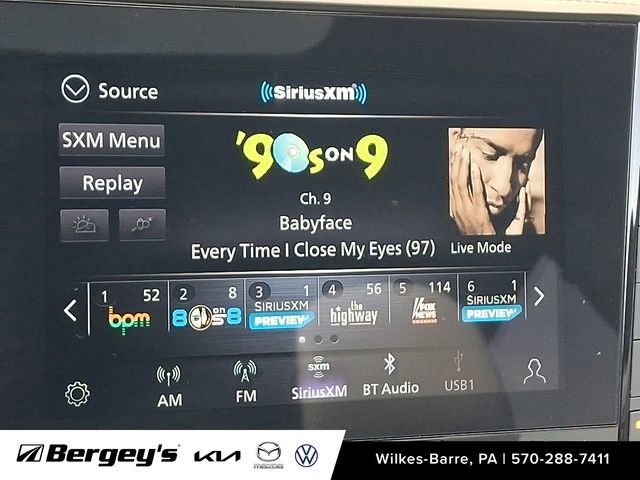 Source
SiriusXM
SXM Menu
Replay
'90s ON 9
Ch. 9
Babyface
Every Time I Close My Eyes (97)
Live Mode
1 52
bpm
2 8
80s on 8
3 1
SIRIUSXM
PREVIEW
4 56
the highway
5 114
FOX NEWS
6 1
SIRIUSXM
PREVIEW
AM
FM
sxm
SiriusXM
BT Audio
USB1
Bergey's
KIA
mazda
VW
Wilkes-Barre, PA | 570-288-7411